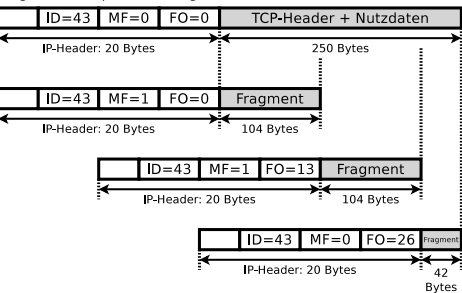 ID=43 MF=0 FO=0 TCP-Header + Nutzdaten
IP-Header: 20 Bytes 250 Bytes
ID=43 MF=1 FO=0 Fragment
IP-Header: 20 Bytes 104 Bytes
ID=43 MF=1 FO=13 Fragment
IP-Header: 20 Bytes 104 Bytes
ID=43 MF=0 FO=26 Fragment
IP-Header: 20 Bytes 42
Bytes